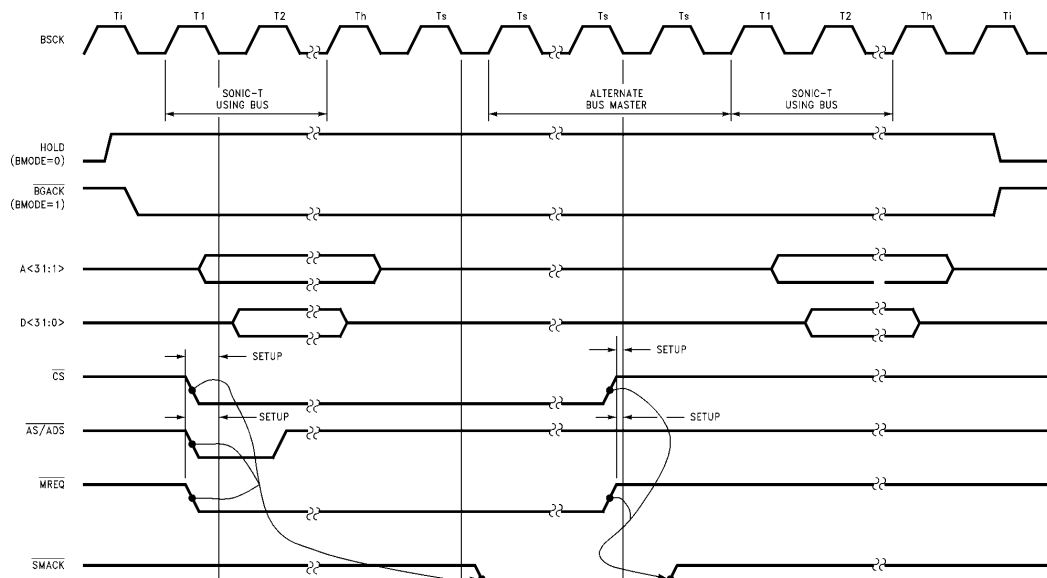 Ti T1 T2 Th Ts Ts Ts Ts T1 T2 Th Ti
BSCK
SONIC-T
USING BUS
ALTERNATE
BUS MASTER
SONIC-T
USING BUS
HOLD
(BMODE=0)
BGACK
(BMODE=1)
A<31:1>
D<31:0>
SETUP
SETUP
CS
SETUP
SETUP
AS/ADS
MREQ
SMACK